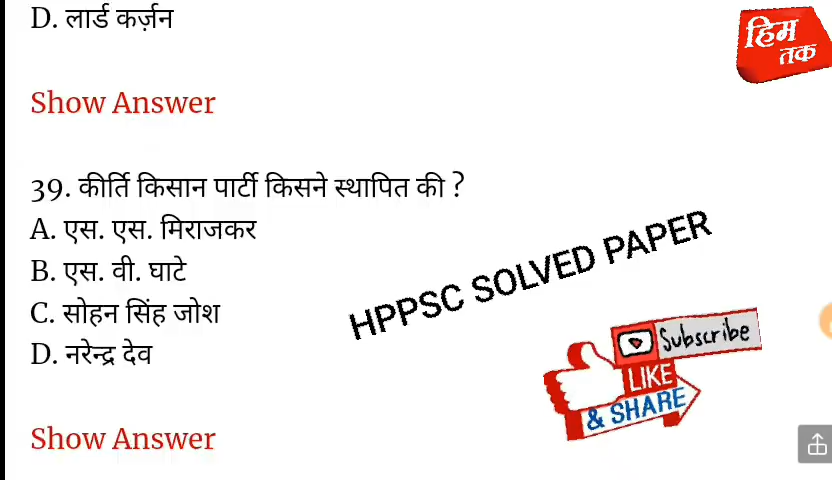 D. लार्ड कर्ज़न
हिम
तक
Show Answer
39. कीर्ति किसान पार्टी किसने स्थापित की ?
A. एस. एस. मिराजकर
B. एस. वी. घाटे
C. सोहन सिंह जोश
D. नरेन्द्र देव
HPPSC SOLVED PAPER
Subscribe
LIKE
& SHARE
Show Answer